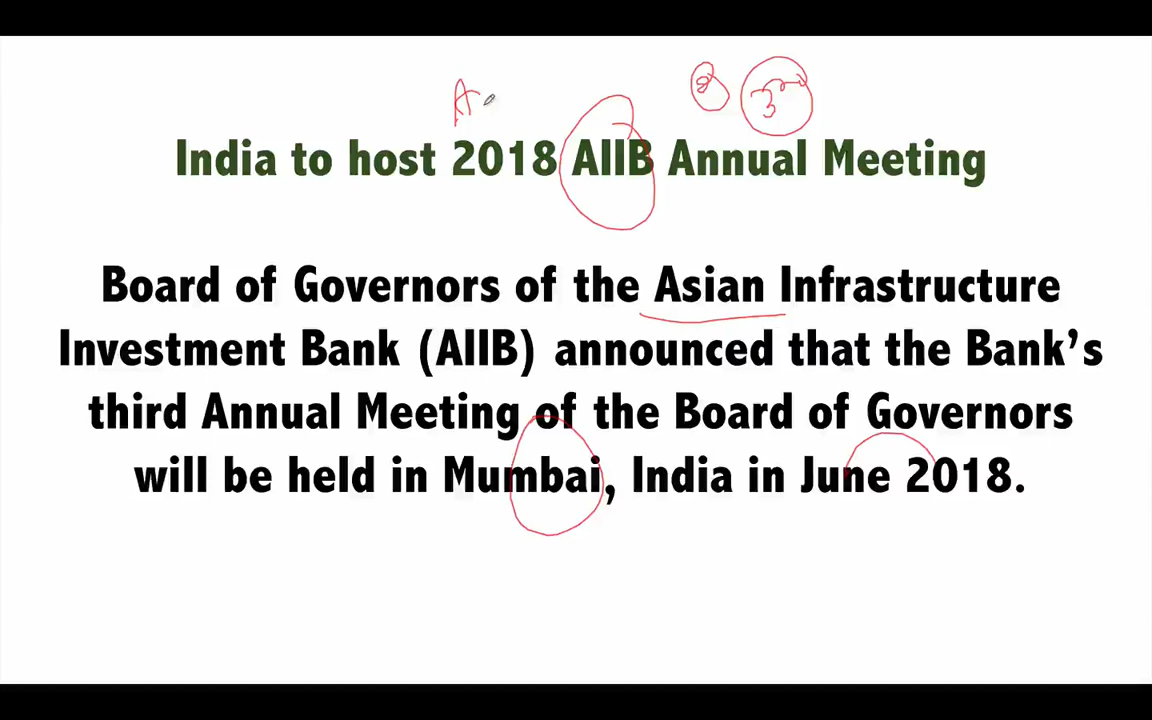 A
3rd
India to host 2018 AIIB Annual Meeting
Board of Governors of the Asian Infrastructure
Investment Bank (AIIB) announced that the Bank's
third Annual Meeting of the Board of Governors
will be held in Mumbai, India in June 2018.